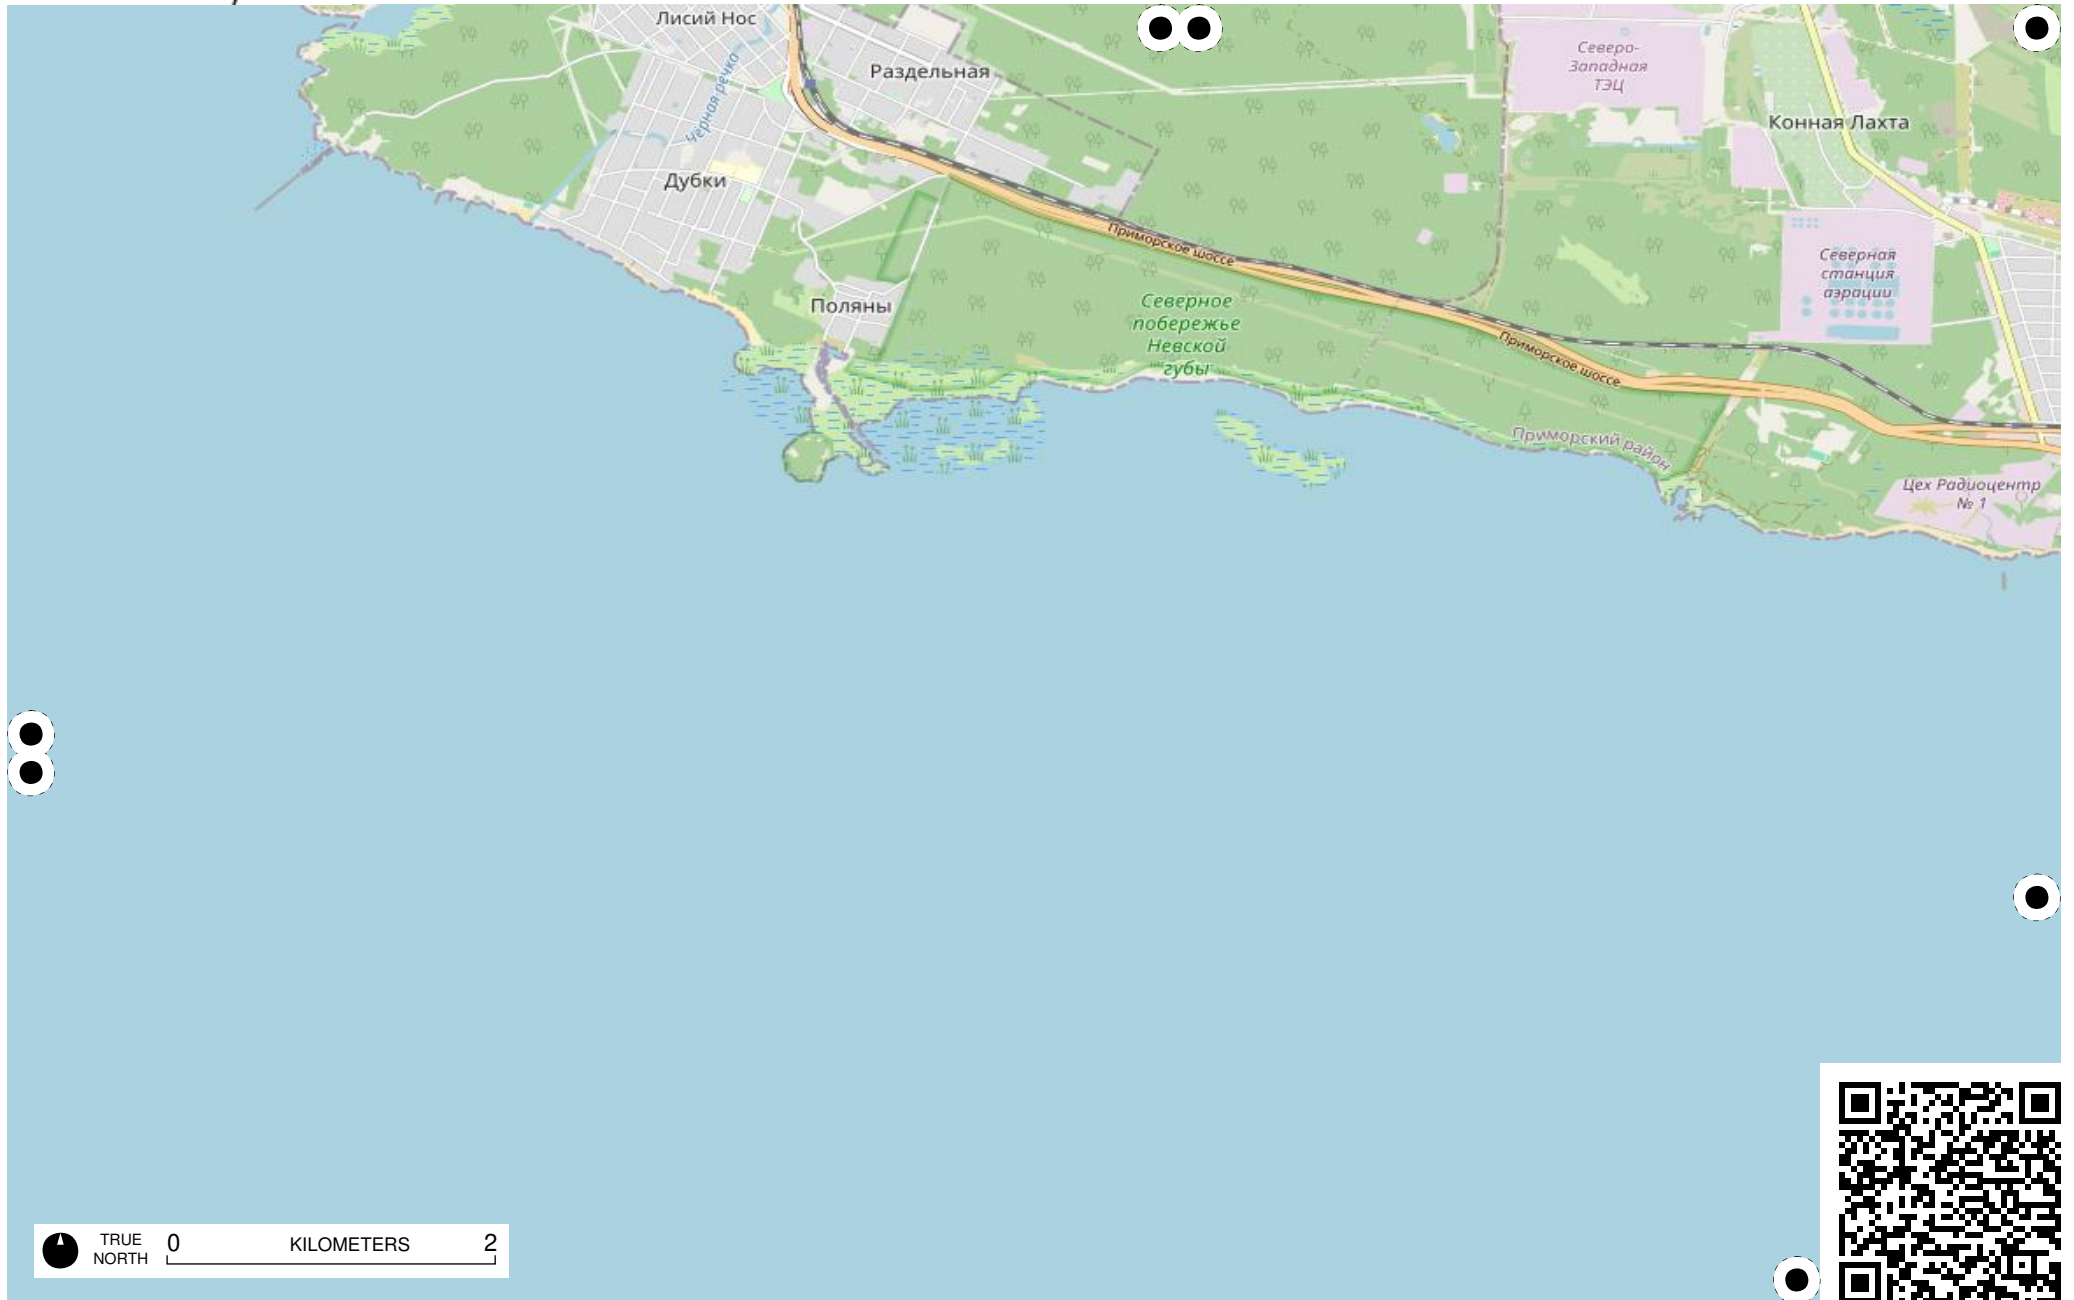 Лисий Нос
Раздельная
Северо-
Западная
ТЭЦ
Чёрная речка
Конная Лахта
Дубки
Приморское шоссе
Северная
станция
аэрации
Поляны
Северное
побережье
Невской
губы
Приморское шоссе
Приморский район
Цех Радиоцентр
№ 1
TRUE
NORTH
0 KILOMETERS 2